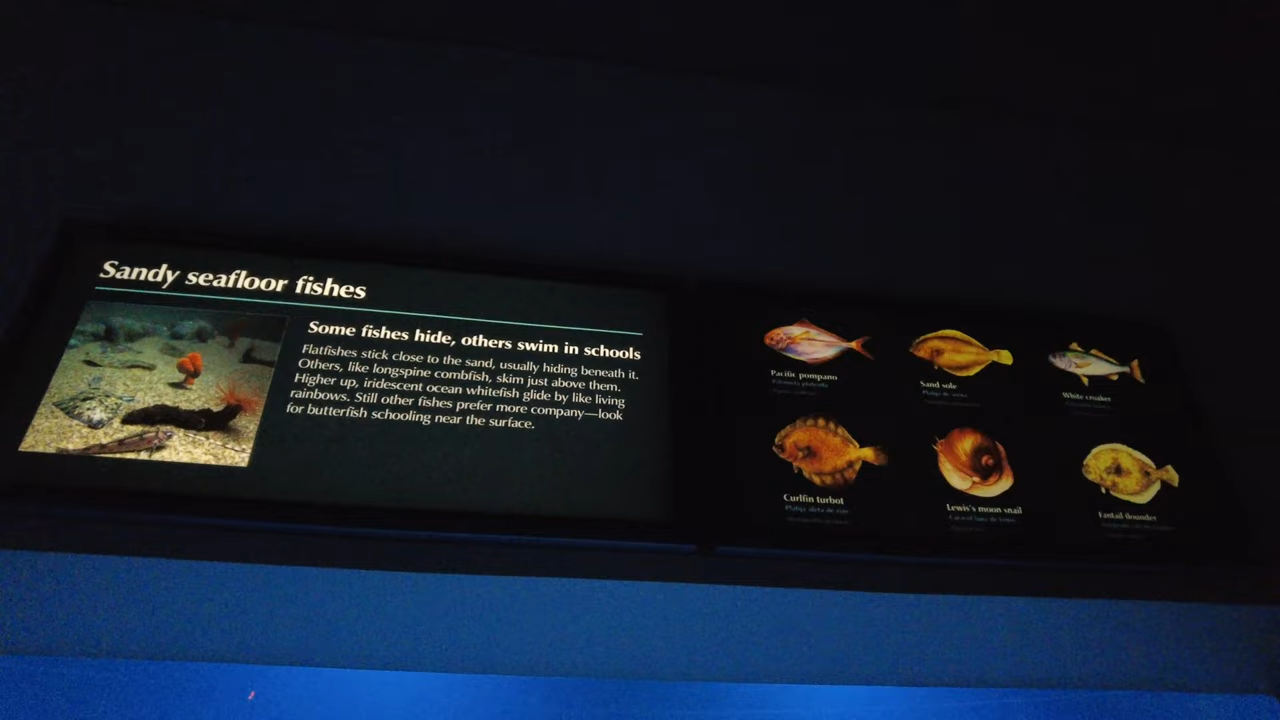 Sandy seafloor fishes
Some fishes hide, others swim in schools
Flatfishes stick close to the sand, usually hiding beneath it.
Others, like longspine combfish, skim just above them.
Higher up, iridescent ocean whitefish glide by like living
rainbows. Still other fishes prefer more company—look
for butterfish schooling near the surface.
Pacific pompano
Sand sole
White croaker
Curlfin turbot
Lewis's moon snail
Fantail flounder